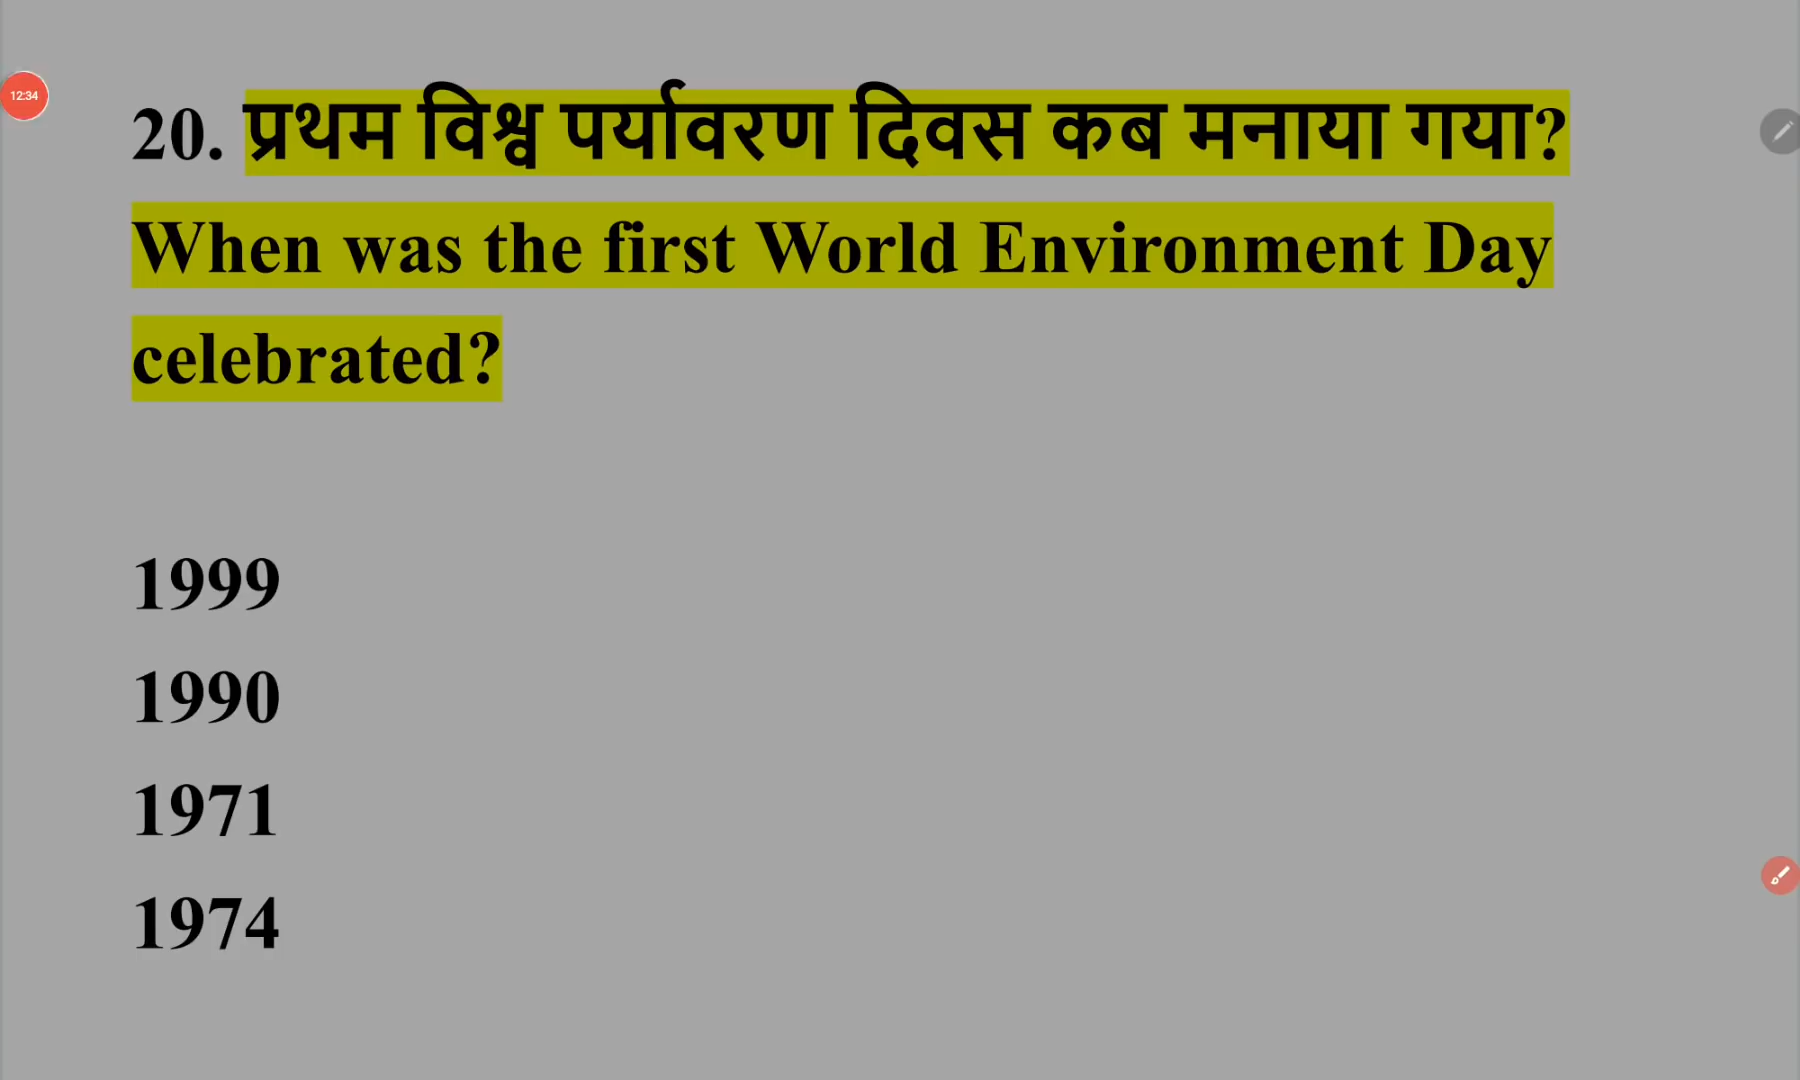 12:34
20. प्रथम विश्व पर्यावरण दिवस कब मनाया गया?
When was the first World Environment Day
celebrated?
1999
1990
1971
1974